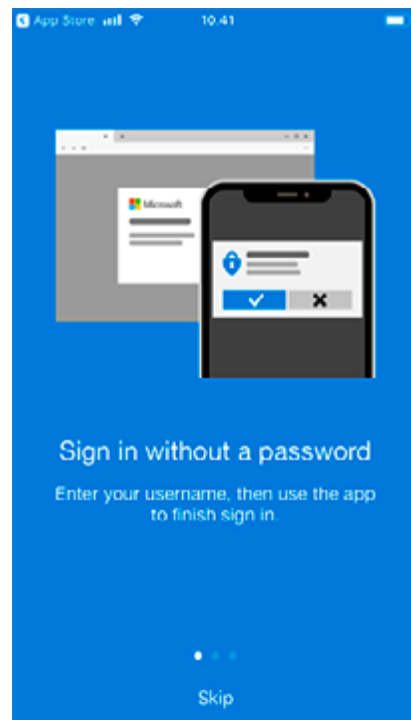 App Store
10.41
Microsoft
Sign in without a password
Enter your username, then use the app
to finish sign in.
Skip